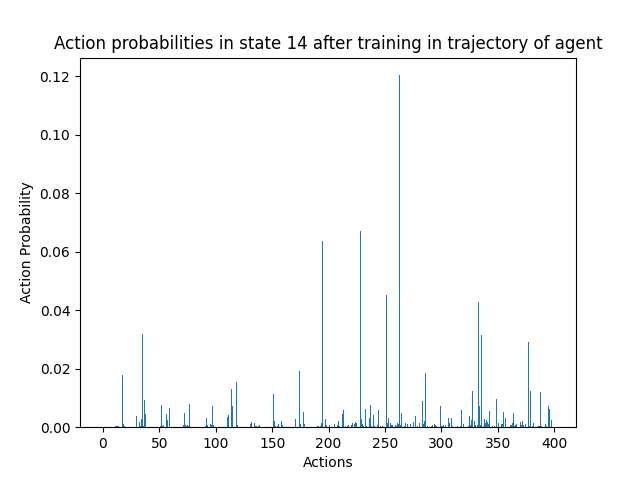 Action probabilities in state 14 after training in trajectory of agent
0.12
0.10
0.08
0.06
0.04
0.02
0.00
Action Probability
0 50 100 150 200 250 300 350 400
Actions